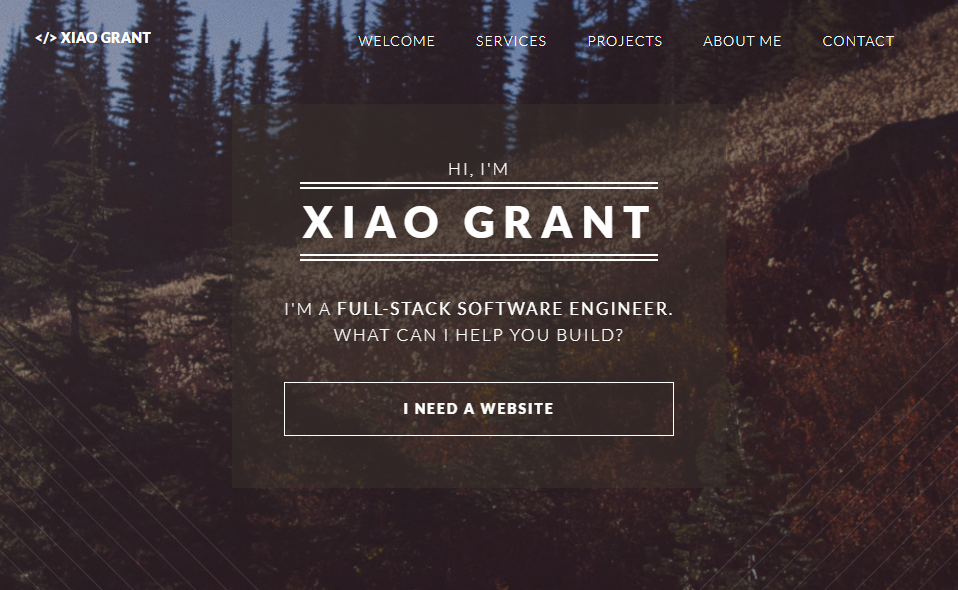 </> XIAO GRANT
WELCOME SERVICES PROJECTS ABOUT ME CONTACT
HI, I'M
XIAO GRANT
I'M A FULL-STACK SOFTWARE ENGINEER.
WHAT CAN I HELP YOU BUILD?
I NEED A WEBSITE